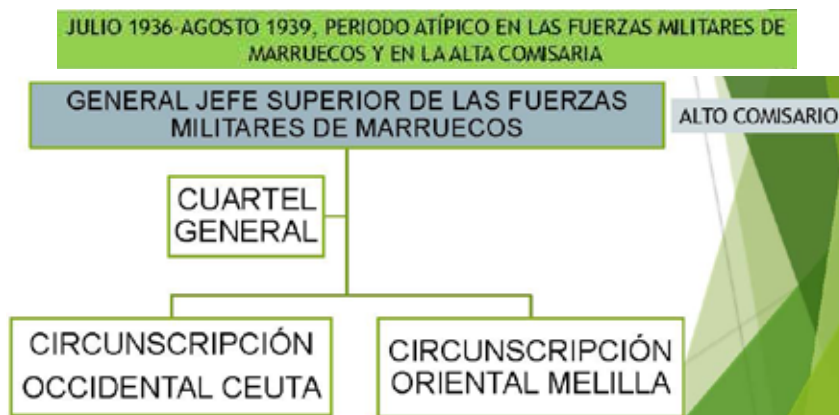 JULIO 1936-AGOSTO 1939, PERIODO ATÍPICO EN LAS FUERZAS MILITARES DE
MARRUECOS Y EN LA ALTA COMISARIA
GENERAL JEFE SUPERIOR DE LAS FUERZAS
MILITARES DE MARRUECOS
ALTO COMISARIO
CUARTEL
GENERAL
CIRCUNSCRIPCIÓN
OCCIDENTAL CEUTA
CIRCUNSCRIPCIÓN
ORIENTAL MELILLA